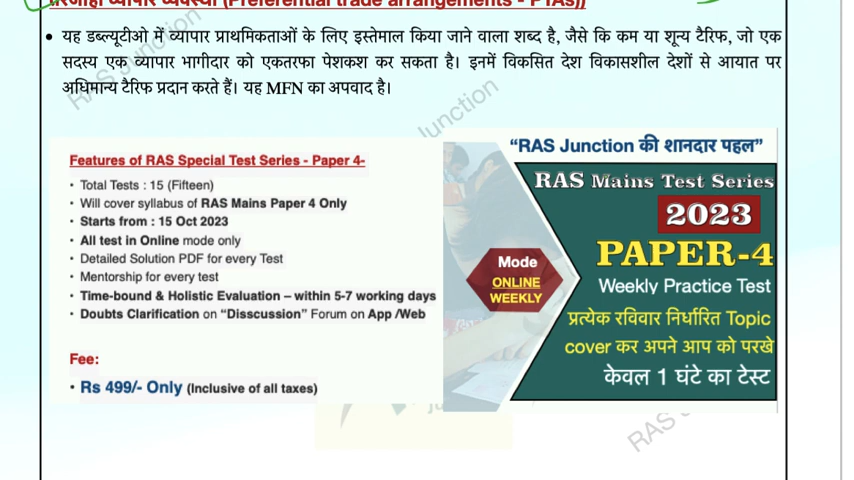 व्यापार व्यवस्था (Preferential trade arrangements - PTAs))
• यह डब्ल्यूटीओ में व्यापार प्राथमिकताओं के लिए इस्तेमाल किया जाने वाला शब्द है, जैसे कि कम या शून्य टैरिफ, जो एक
सदस्य एक व्यापार भागीदार को एकतरफा पेशकश कर सकता है। इनमें विकसित देश विकासशील देशों से आयात पर
अधिमान्य टैरिफ प्रदान करते हैं। यह MFN का अपवाद है।
RAS Junction
Junction
Features of RAS Special Test Series - Paper 4-
• Total Tests : 15 (Fifteen)
• Will cover syllabus of RAS Mains Paper 4 Only
• Starts from : 15 Oct 2023
• All test in Online mode only
• Detailed Solution PDF for every Test
• Mentorship for every test
• Time-bound & Holistic Evaluation – within 5-7 working days
• Doubts Clarification on "Disscussion" Forum on App /Web
Fee:
• Rs 499/- Only (Inclusive of all taxes)
"RAS Junction की शानदार पहल"
RAS Mains Test Series
2023
PAPER-4
Mode
ONLINE
WEEKLY
Weekly Practice Test
प्रत्येक रविवार निर्धारित Topic
cover कर अपने आप को परखे
केवल 1 घंटे का टेस्ट
RAS